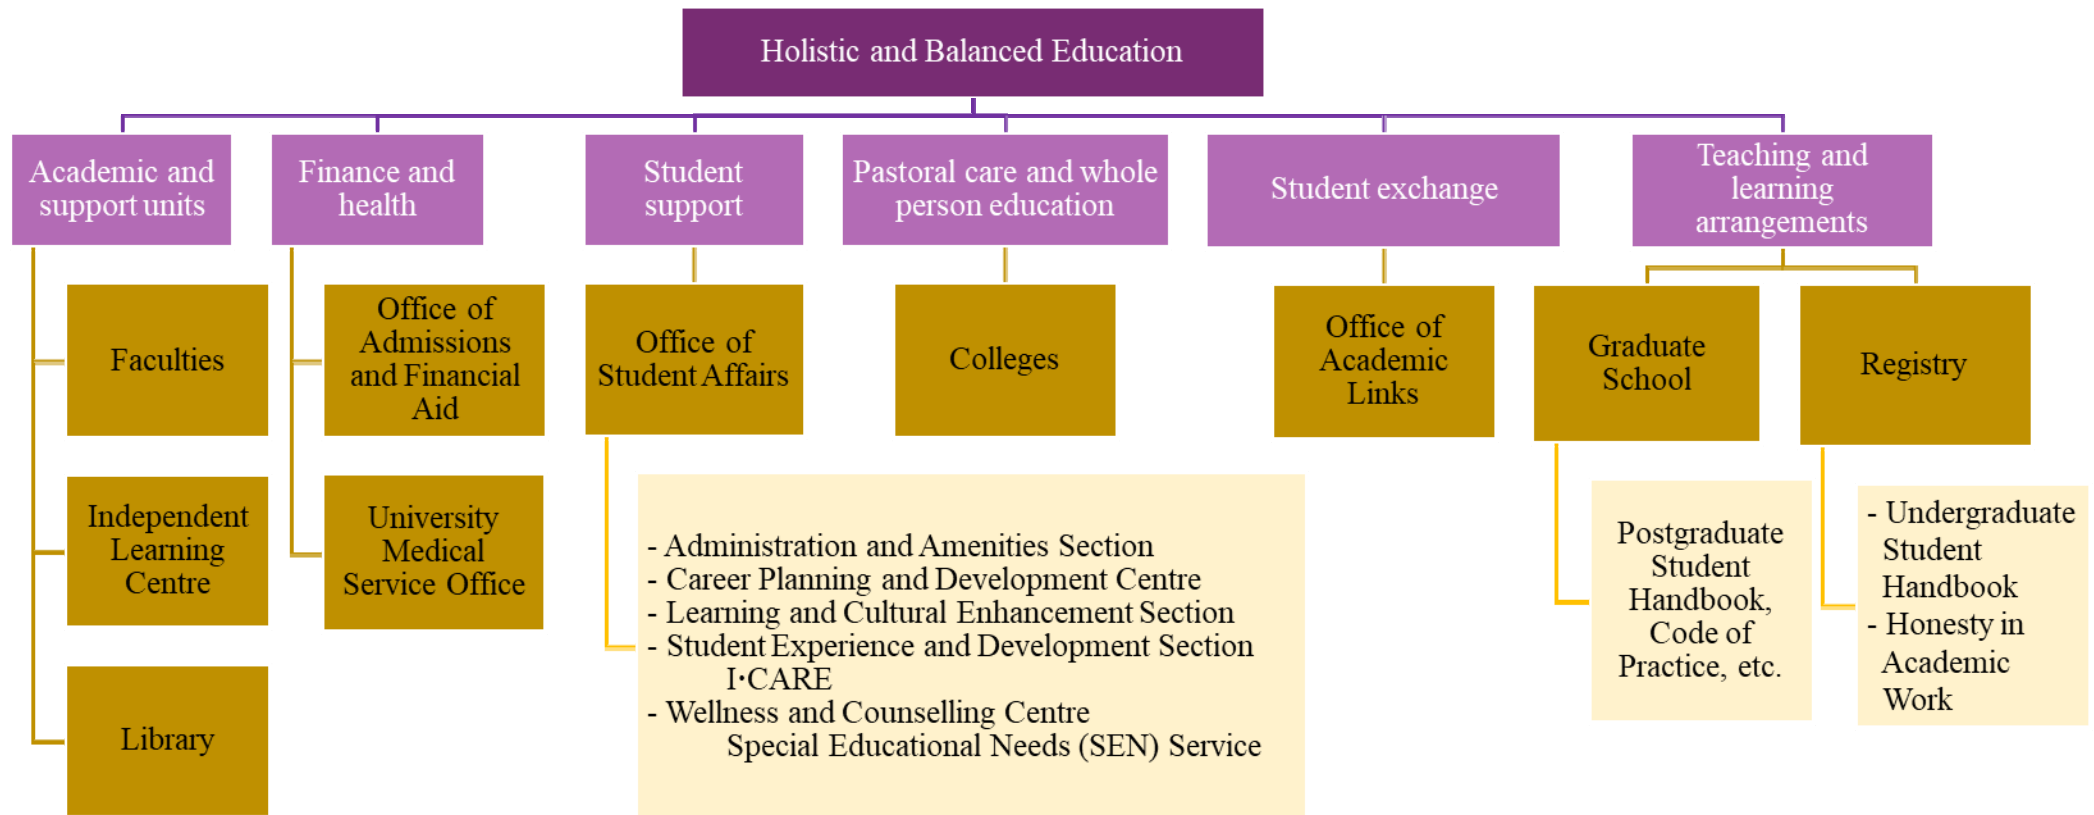 Holistic and Balanced Education
Academic and
support units
Finance and
health
Student
support
Pastoral care and whole
person education
Student exchange
Teaching and
learning
arrangements
Faculties
Independent
Learning
Centre
Library
Office of
Admissions
and Financial
Aid
University
Medical
Service Office
Office of
Student Affairs
- Administration and Amenities Section
- Career Planning and Development Centre
- Learning and Cultural Enhancement Section
- Student Experience and Development Section
I·CARE
- Wellness and Counselling Centre
Special Educational Needs (SEN) Service
Colleges
Office of
Academic
Links
Graduate
School
Postgraduate
Student
Handbook,
Code of
Practice, etc.
Registry
- Undergraduate
Student
Handbook
- Honesty in
Academic
Work